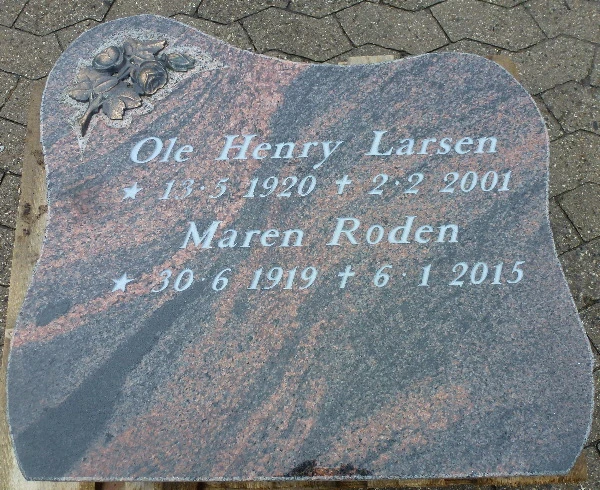 Ole Henry Larsen
★ 13·5 1920 ✝ 2·2 2001
Maren Roden
★ 30·6 1919 ✝ 6·1 2015